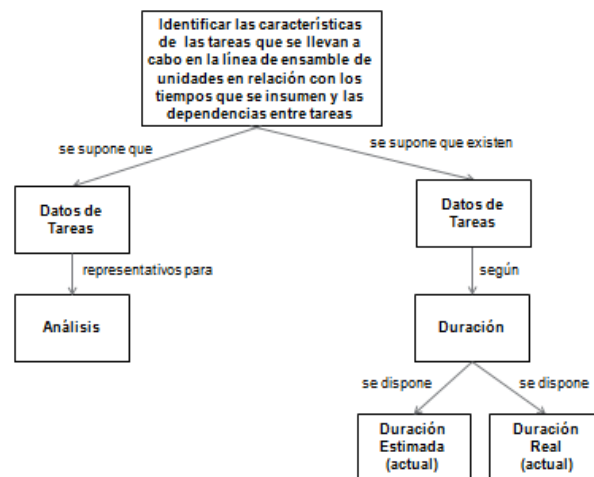 Identificar las características
de las tareas que se llevan a
cabo en la línea de ensamble de
unidades en relación con los
tiempos que se insumen y las
dependencias entre tareas
se supone que
se supone que existen
Datos de
Tareas
Datos de
Tareas
representativos para
según
Análisis
Duración
se dispone
se dispone
Duración
Estimada
(actual)
Duración
Real
(actual)